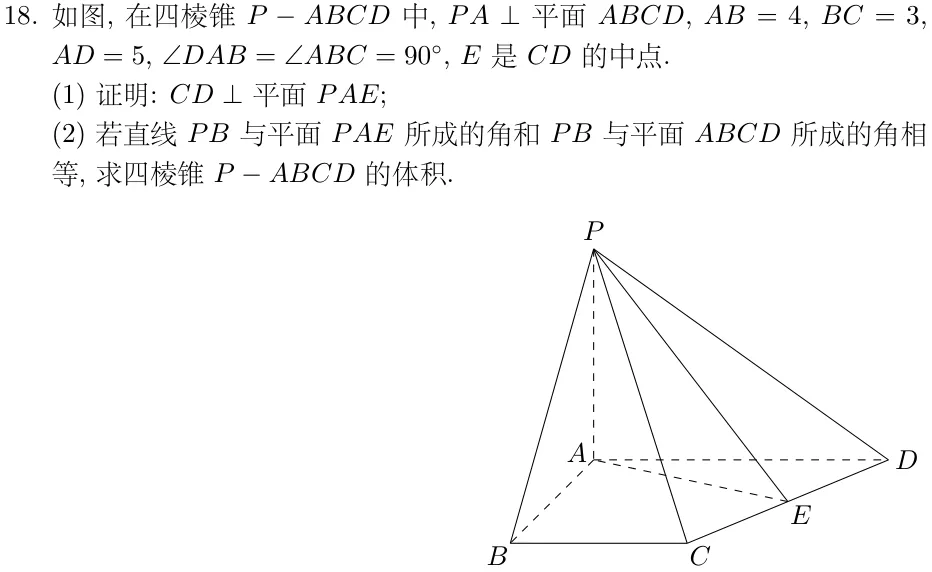 18. 如图, 在四棱锥 P − ABCD 中, PA ⊥ 平面 ABCD, AB = 4, BC = 3,
AD = 5, ∠DAB = ∠ABC = 90°, E 是 CD 的中点.
(1) 证明: CD ⊥ 平面 PAE;
(2) 若直线 PB 与平面 PAE 所成的角和 PB 与平面 ABCD 所成的角相
等, 求四棱锥 P − ABCD 的体积.
P
A
D
E
B
C